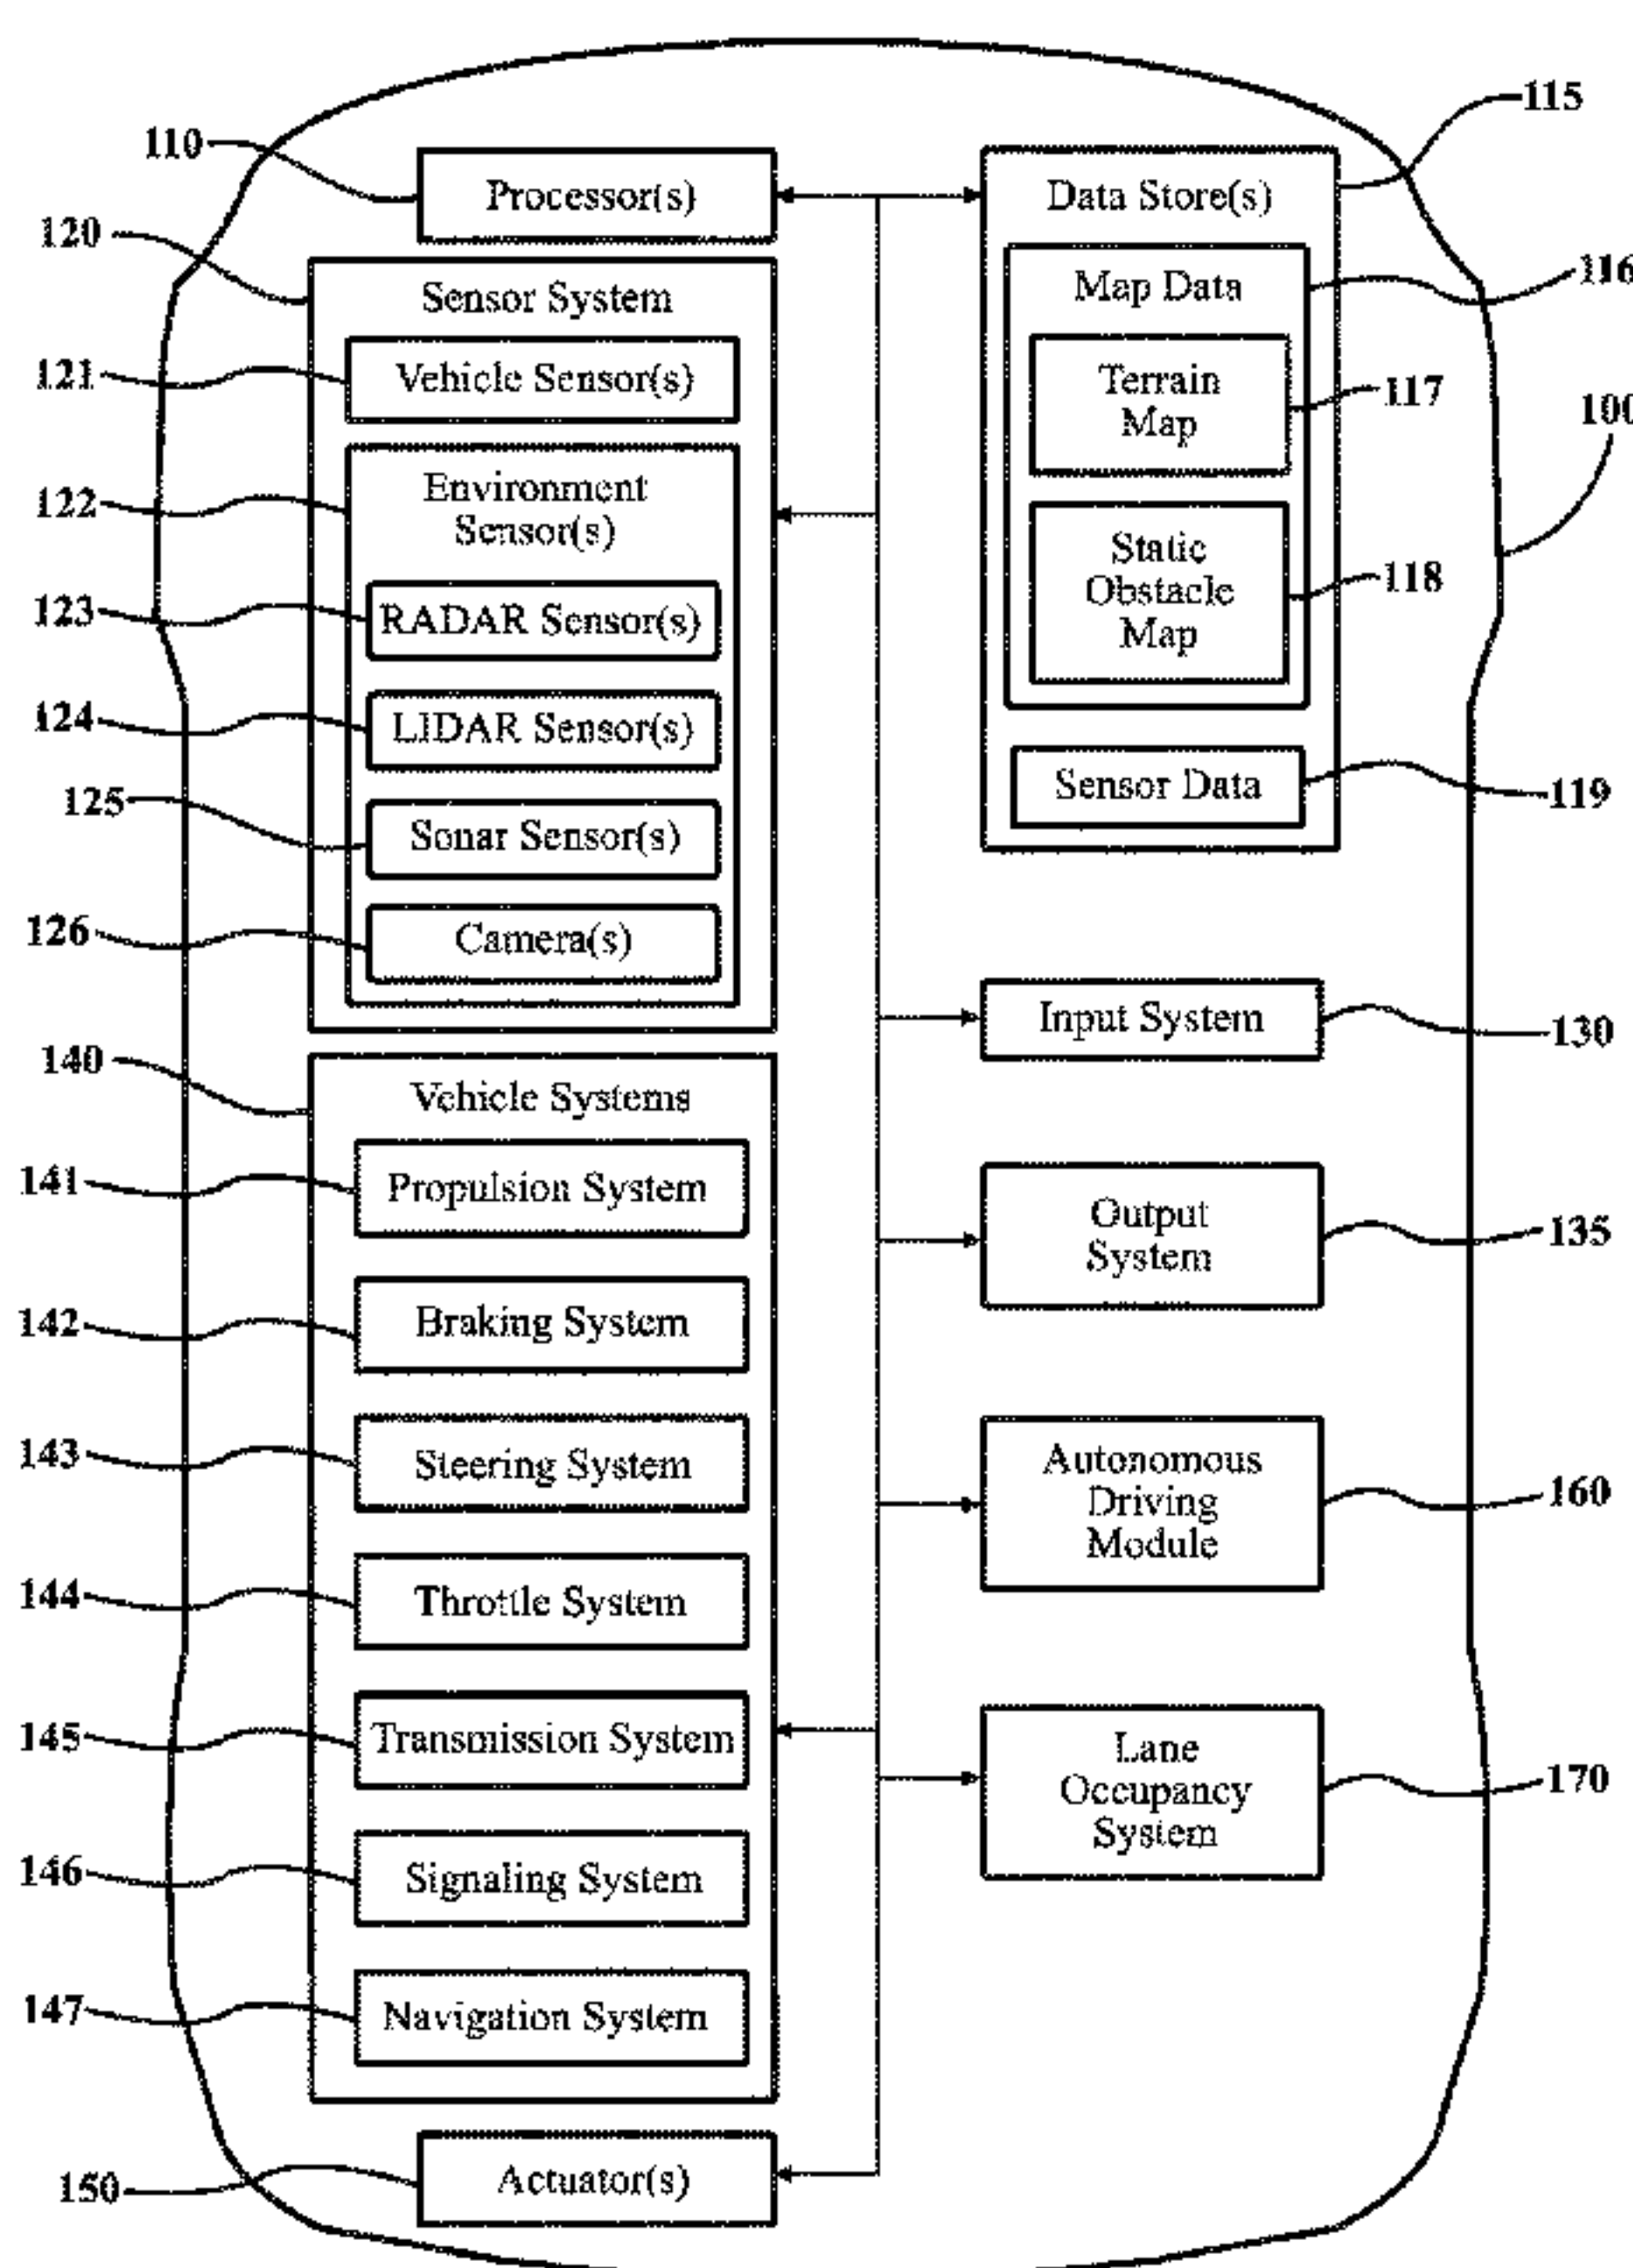 110
Processor(s)
120
Sensor System
121
Vehicle Sensor(s)
122
Environment
Sensor(s)
123
RADAR Sensor(s)
124
LIDAR Sensor(s)
125
Sonar Sensor(s)
126
Camera(s)
140
Vehicle Systems
141
Propulsion System
142
Braking System
143
Steering System
144
Throttle System
145
Transmission System
146
Signaling System
147
Navigation System
150
Actuator(s)
115
Data Store(s)
116
Map Data
Terrain
Map
117
100
Static
Obstacle
Map
118
Sensor Data
119
Input System
130
Output
System
135
Autonomous
Driving
Module
160
Lane
Occupancy
System
170